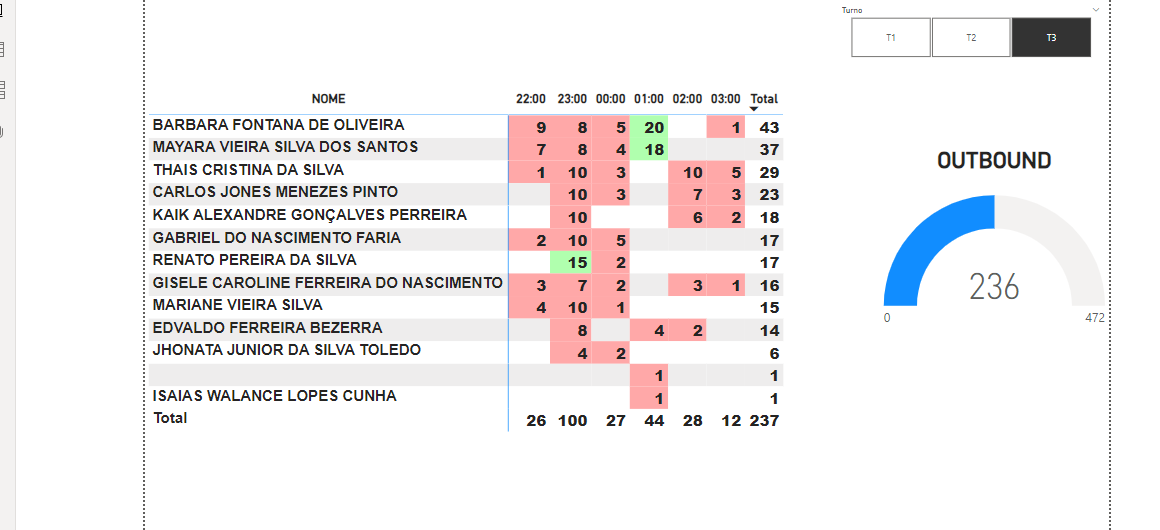 Turno
T1 T2 T3
NOME 22:00 23:00 00:00 01:00 02:00 03:00 Total
BARBARA FONTANA DE OLIVEIRA 9 8 5 20 1 43
MAYARA VIEIRA SILVA DOS SANTOS 7 8 4 18 37
THAIS CRISTINA DA SILVA 1 10 3 10 5 29
CARLOS JONES MENEZES PINTO 10 3 7 3 23
KAIK ALEXANDRE GONÇALVES PERREIRA 10 6 2 18
GABRIEL DO NASCIMENTO FARIA 2 10 5 17
RENATO PEREIRA DA SILVA 15 2 17
GISELE CAROLINE FERREIRA DO NASCIMENTO 3 7 2 3 1 16
MARIANE VIEIRA SILVA 4 10 1 15
EDVALDO FERREIRA BEZERRA 8 4 2 14
JHONATA JUNIOR DA SILVA TOLEDO 4 2 6
1 1
ISAIAS WALANCE LOPES CUNHA 1 1
Total 26 100 27 44 28 12 237
OUTBOUND
236
0 472